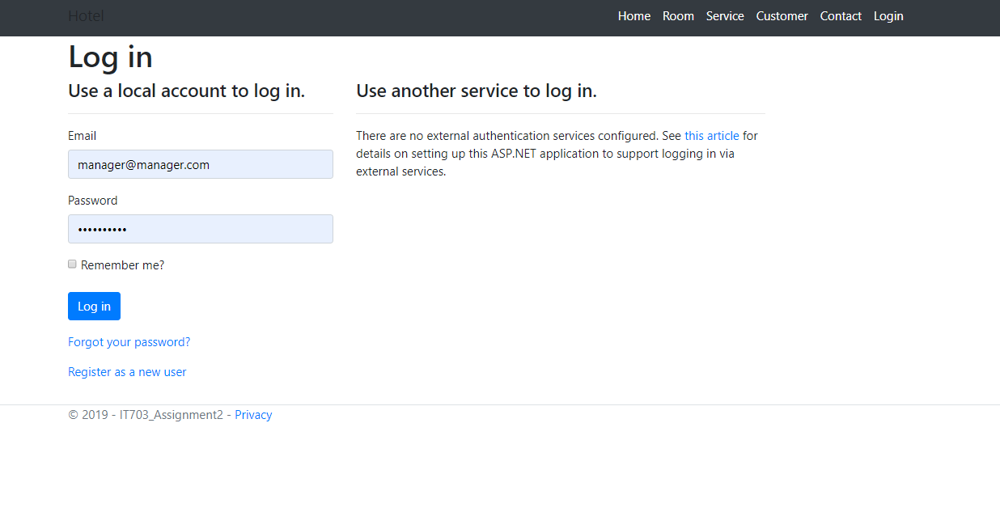 Hotel
Home Room Service Customer Contact Login
Log in
Use a local account to log in.
Email
manager@manager.com
Password
••••••••••
Remember me?
Log in
Forgot your password?
Register as a new user
Use another service to log in.
There are no external authentication services configured. See this article for
details on setting up this ASP.NET application to support logging in via
external services.
© 2019 - IT703_Assignment2 - Privacy